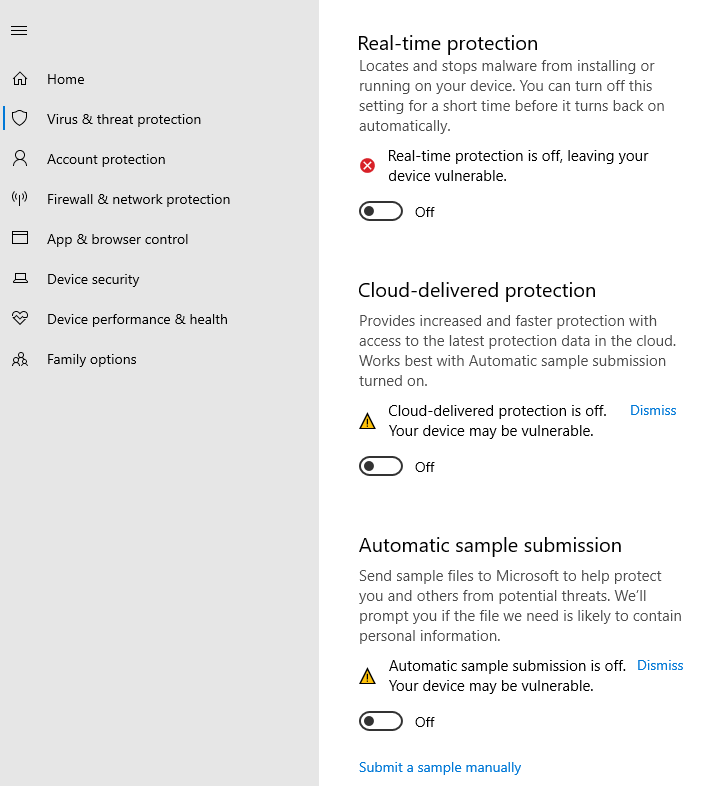 Home
Virus & threat protection
Account protection
Firewall & network protection
App & browser control
Device security
Device performance & health
Family options
Real-time protection
Locates and stops malware from installing or
running on your device. You can turn off this
setting for a short time before it turns back on
automatically.
Real-time protection is off, leaving your
device vulnerable.
Off
Cloud-delivered protection
Provides increased and faster protection with
access to the latest protection data in the cloud.
Works best with Automatic sample submission
turned on.
Cloud-delivered protection is off. Dismiss
Your device may be vulnerable.
Off
Automatic sample submission
Send sample files to Microsoft to help protect
you and others from potential threats. We’ll
prompt you if the file we need is likely to contain
personal information.
Automatic sample submission is off. Dismiss
Your device may be vulnerable.
Off
Submit a sample manually